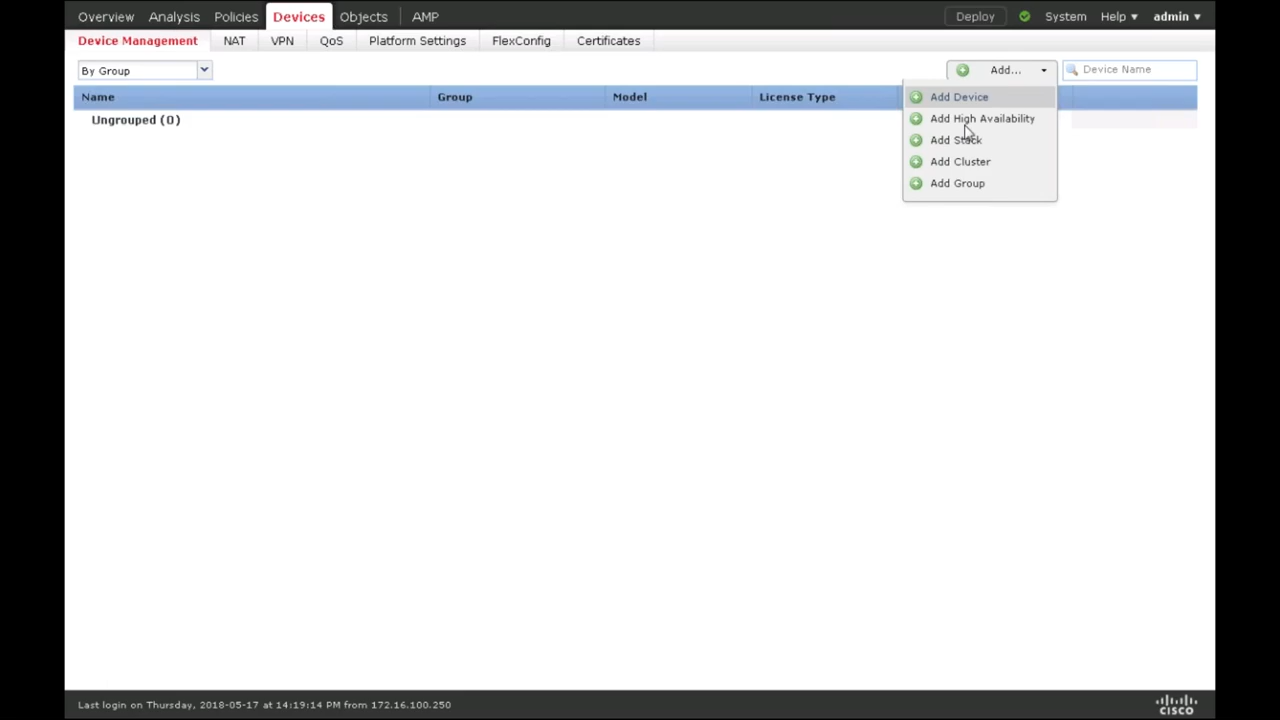 Overview Analysis Policies Devices Objects AMP Deploy System Help admin
Device Management NAT VPN QoS Platform Settings FlexConfig Certificates
By Group Add... Device Name
Name Group Model License Type
Ungrouped (0)
Add Device
Add High Availability
Add Stack
Add Cluster
Add Group
Last login on Thursday, 2018-05-17 at 14:19:14 PM from 172.16.100.250
CISCO